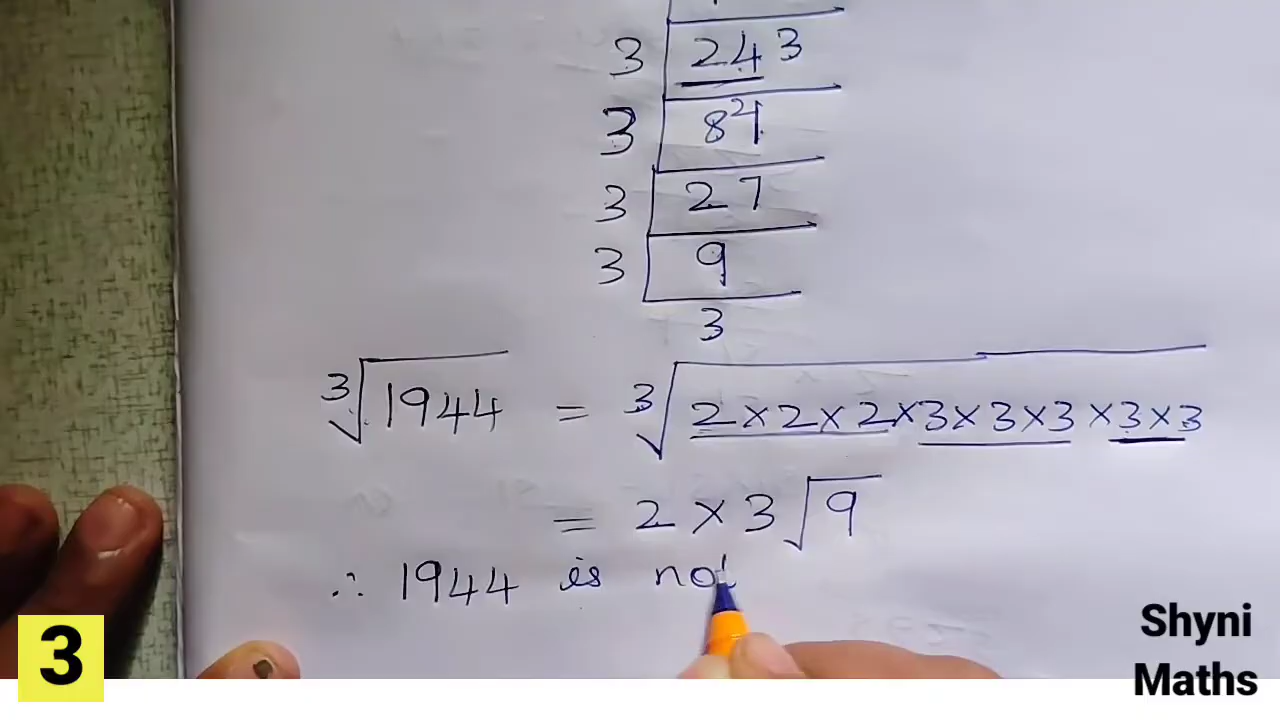 3 | 243
3 | 81
3 | 27
3 | 9
3
∛1944 = ∛2×2×2×3×3×3×3×3
= 2 × 3 √9
∴ 1944 is not
3
Shyni
Maths